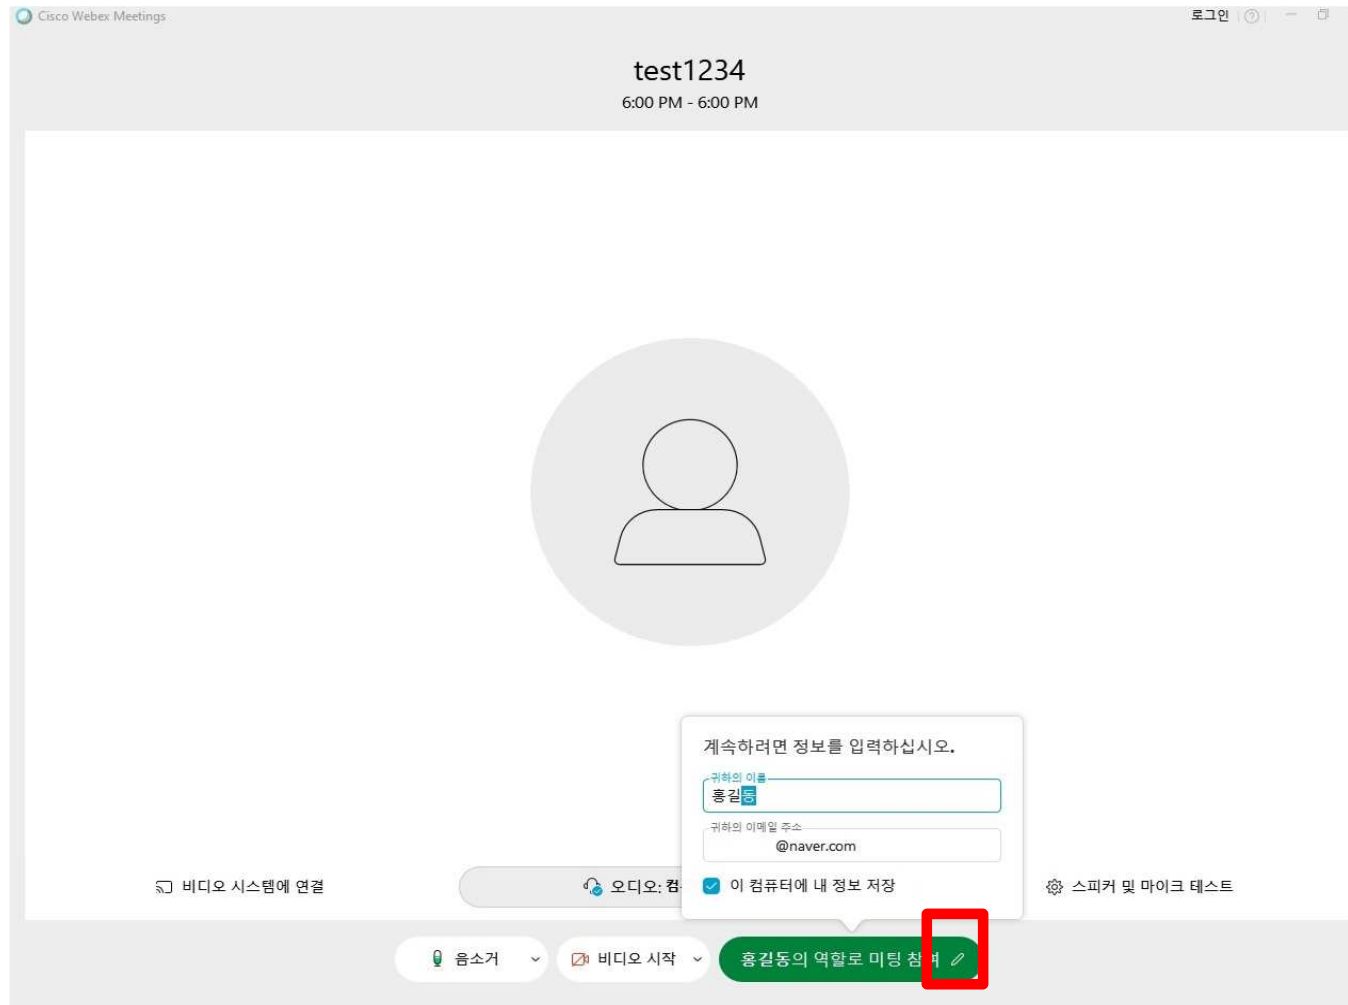 Cisco Webex Meetings
로그인
test1234
6:00 PM - 6:00 PM
계속하려면 정보를 입력하십시오.
귀하의 이름
홍길동
귀하의 이메일 주소
@naver.com
이 컴퓨터에 내 정보 저장
비디오 시스템에 연결
오디오: 컴
스피커 및 마이크 테스트
음소거
비디오 시작
홍길동의 역할로 미팅 참여